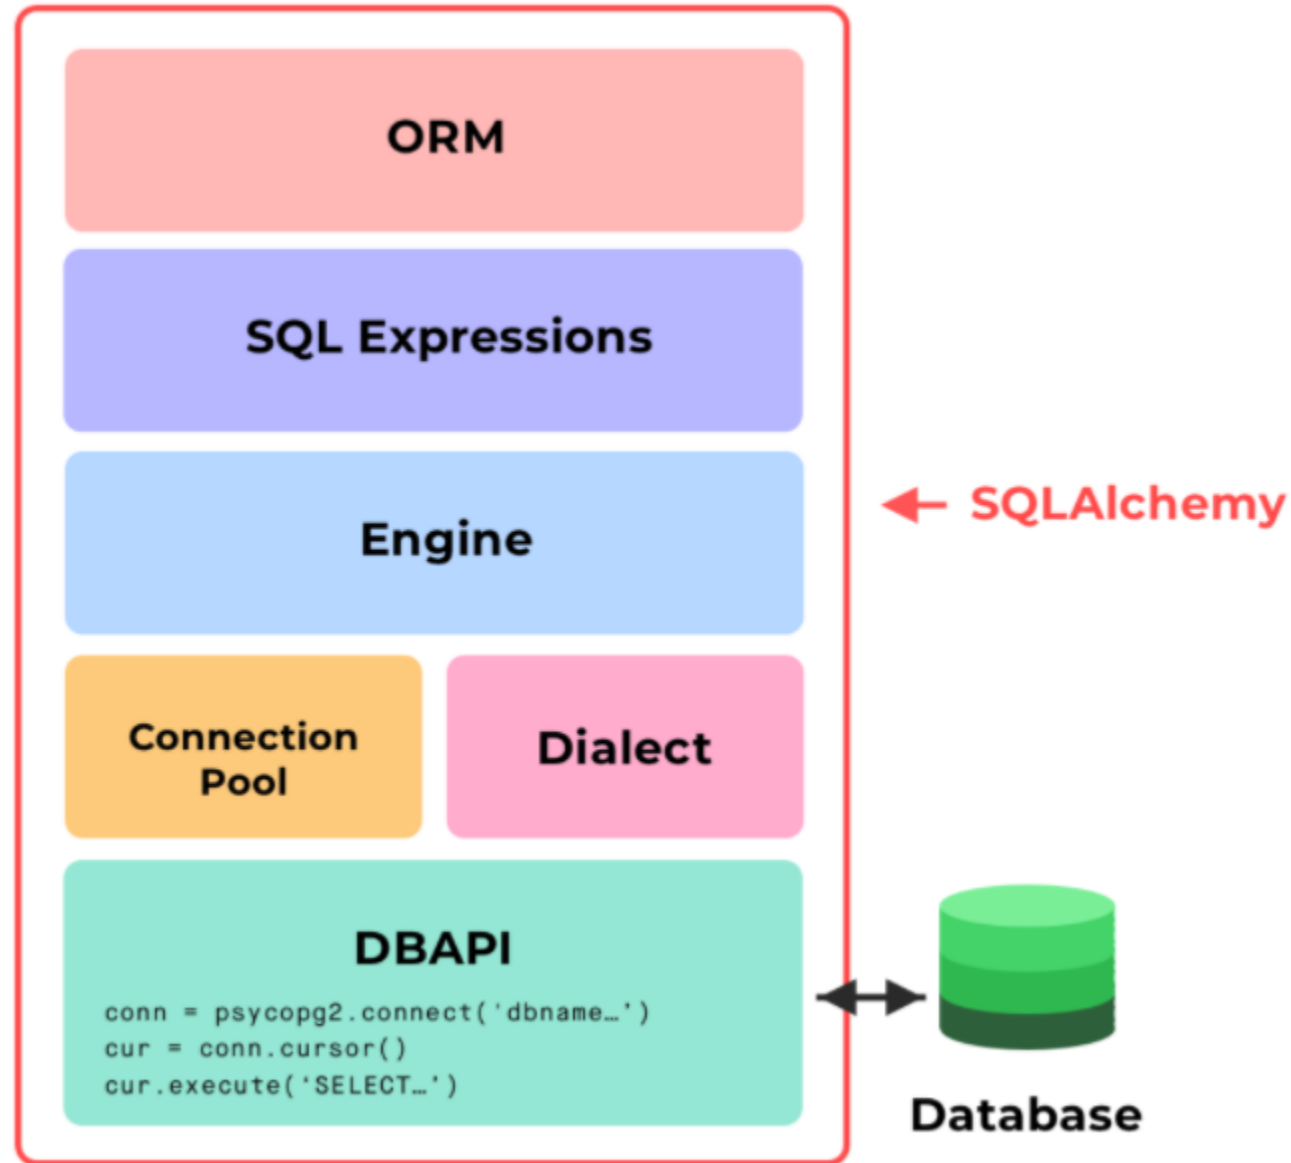 ORM
SQL Expressions
Engine
SQLAlchemy
Connection
Pool
Dialect
DBAPI
conn = psycopg2.connect('dbname…')
cur = conn.cursor()
cur.execute('SELECT…')
Database